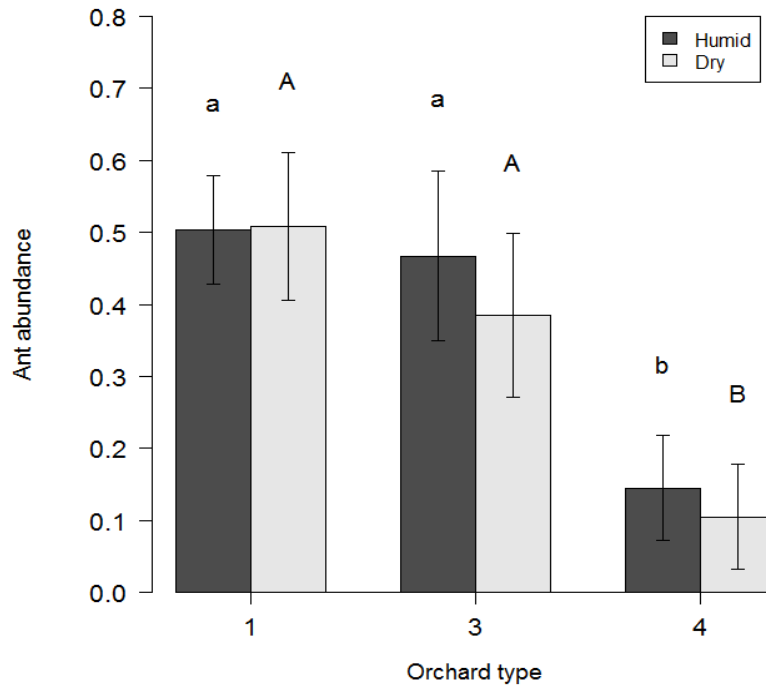 0.8
Humid
Dry
0.7
A
a
a
0.6
A
0.5
Ant abundance
0.4
0.3
b
B
0.2
0.1
0.0
1
3
4
Orchard type